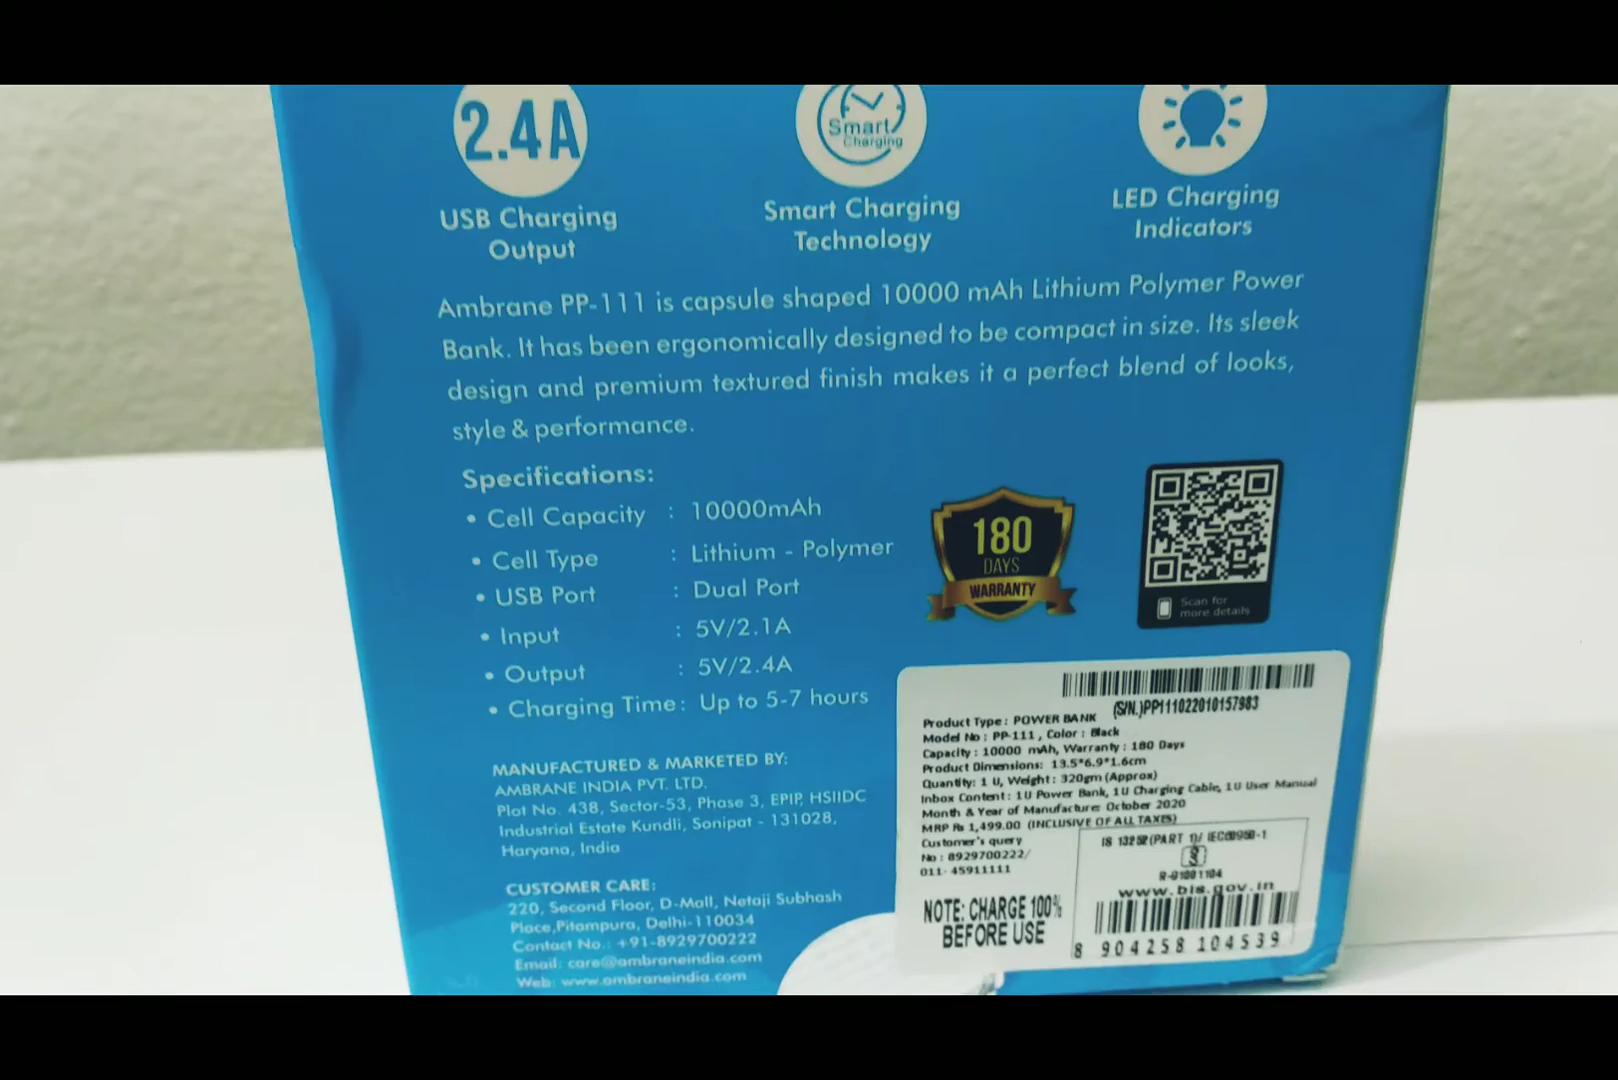 2.4A
USB Charging
Output
Smart
Charging
Smart Charging
Technology
LED Charging
Indicators
Ambrane PP-111 is capsule shaped 10000 mAh Lithium Polymer Power
Bank. It has been ergonomically designed to be compact in size. Its sleek
design and premium textured finish makes it a perfect blend of looks,
style & performance.
Specifications:
• Cell Capacity : 10000mAh
• Cell Type : Lithium - Polymer
• USB Port : Dual Port
• Input : 5V/2.1A
• Output : 5V/2.4A
• Charging Time : Up to 5-7 hours
180
DAYS
WARRANTY
Scan for
more details
MANUFACTURED & MARKETED BY:
AMBRANE INDIA PVT. LTD.
Plot No. 438, Sector-53, Phase 3, EPIP, HSIIDC
Industrial Estate Kundli, Sonipat - 131028,
Haryana, India
CUSTOMER CARE:
220, Second Floor, D-Mall, Netaji Subhash
Place,Pitampura, Delhi-110034
Contact No.: +91-8929700222
Email: care@ambraneindia.com
Web: www.ambraneindia.com
(S/N.)PP111022010157983
Product Type : POWER BANK
Model No : PP-111 , Color : Black
Capacity : 10000 mAh, Warranty : 180 Days
Product Dimensions: 13.5*6.9*1.6cm
Quantity: 1 U, Weight : 320gm (Approx)
Inbox Content : 1U Power Bank, 1U Charging Cable, 1U User Manual
Month & Year of Manufacture: October 2020
MRP Rs 1,499.00 (INCLUSIVE OF ALL TAXES)
Customer's query
No : 8929700222/
011- 45911111
NOTE: CHARGE 100%
BEFORE USE
IS 13252(PART 1)/ IEC60950-1
www.bis.gov.in
8 904258 104539